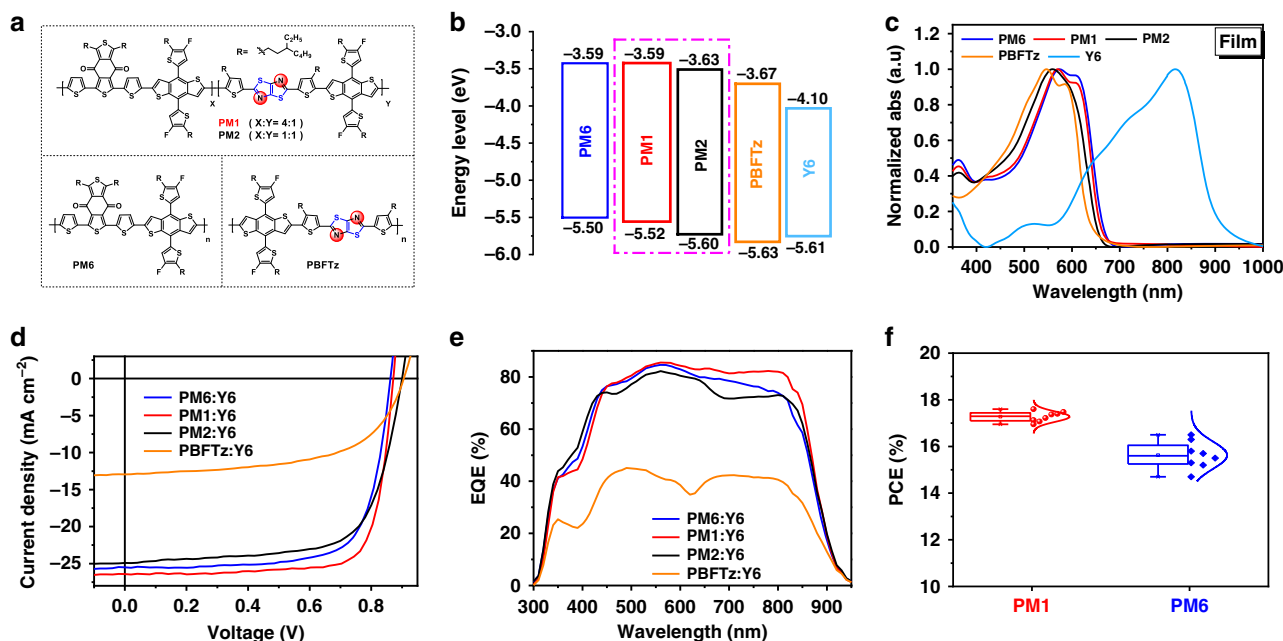 a
R
R
F
R
S
O
O
R=
C2H5
C4H9
X
Y
PM1 ( X:Y= 4:1 )
PM2 ( X:Y= 1:1 )
PM6
n
PBFTz
n
b
Energy level (eV)
−3.0
−3.5
−4.0
−4.5
−5.0
−5.5
−6.0
−3.59 −3.59 −3.63 −3.67 −4.10
PM6 PM1 PM2 PBFTz Y6
−5.50 −5.52 −5.60 −5.63 −5.61
c
Normalized abs (a.u)
1.0
0.8
0.6
0.4
0.2
0.0
PM6 PM1 PM2
PBFTz Y6
Film
400 500 600 700 800 900 1000
Wavelength (nm)
d
Current density (mA cm−2)
0
−5
−10
−15
−20
−25
PM6:Y6
PM1:Y6
PM2:Y6
PBFTz:Y6
0.0 0.2 0.4 0.6 0.8
Voltage (V)
e
EQE (%)
80
60
40
20
0
PM6:Y6
PM1:Y6
PM2:Y6
PBFTz:Y6
300 400 500 600 700 800 900
Wavelength (nm)
f
PCE (%)
20
18
16
14
12
10
PM1 PM6